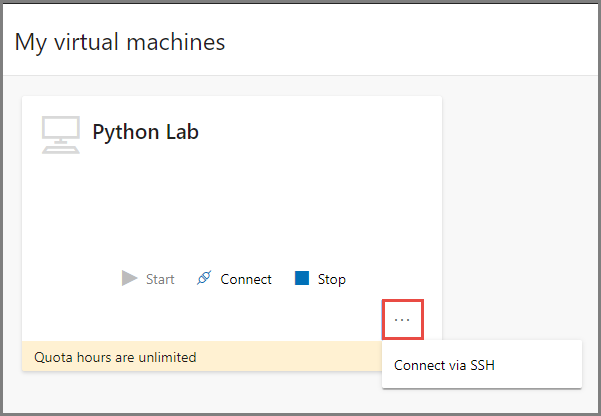 My virtual machines
Python Lab
Start Connect Stop
...
Quota hours are unlimited
Connect via SSH